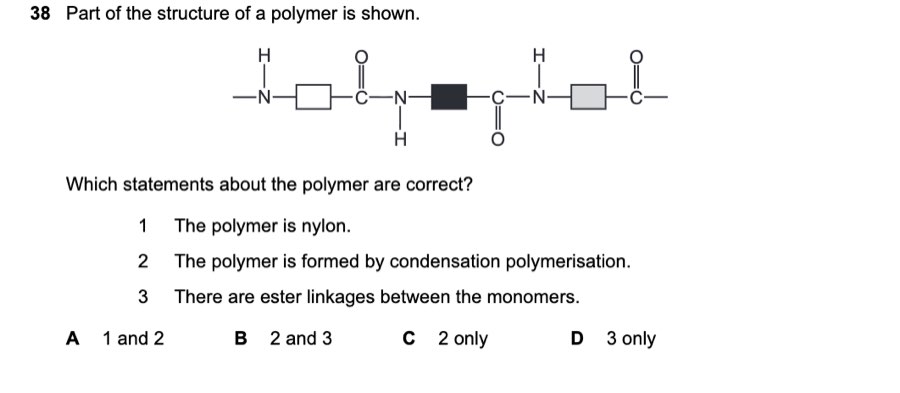 38 Part of the structure of a polymer is shown.
H O H O
N C N C N C
H O
Which statements about the polymer are correct?
1 The polymer is nylon.
2 The polymer is formed by condensation polymerisation.
3 There are ester linkages between the monomers.
A 1 and 2 B 2 and 3 C 2 only D 3 only